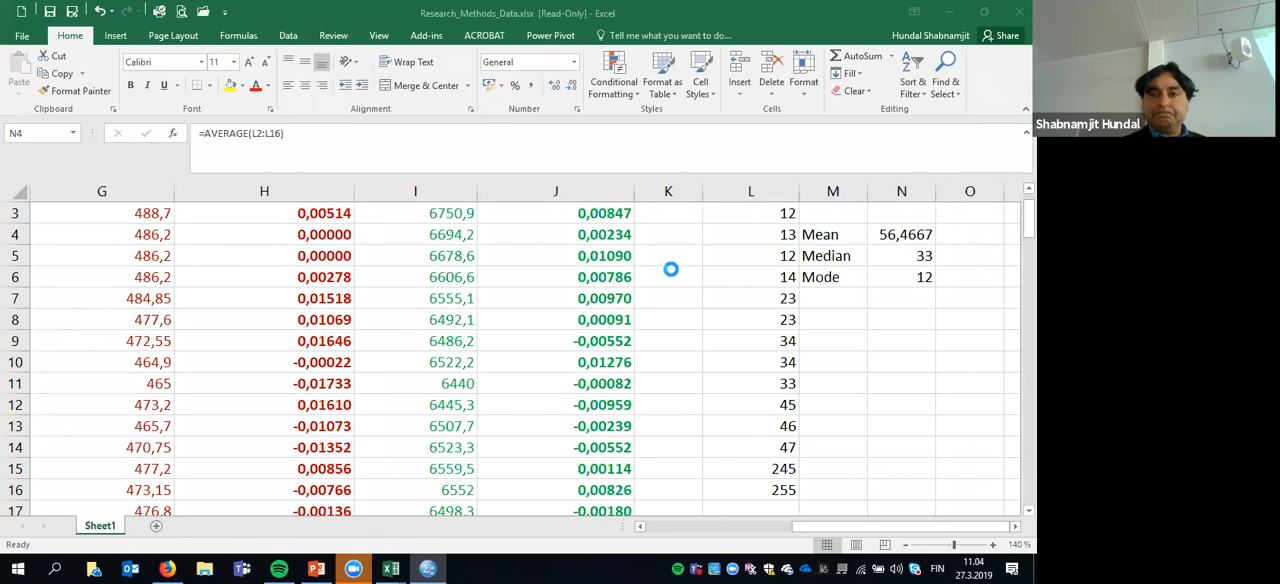 Research_Methods_Data.xlsx [Read-Only] - Excel
File Home Insert Page Layout Formulas Data Review View Add-ins ACROBAT Power Pivot Tell me what you want to do... Hundal Shabnamjit Share
Paste Cut Copy Format Painter Clipboard
Calibri 11 B I U A Font
Wrap Text Merge & Center Alignment
General % , Number
Conditional Formatting Format as Table Cell Styles Styles
Insert Delete Format Cells
AutoSum Fill Clear Sort & Filter Find & Select Editing
Shabnamjit Hundal
N4 fx =AVERAGE(L2:L16)
G H I J K L M N O
3 488,7 0,00514 6750,9 0,00847 12
4 486,2 0,00000 6694,2 0,00234 13 Mean 56,4667
5 486,2 0,00000 6678,6 0,01090 12 Median 33
6 486,2 0,00278 6606,6 0,00786 14 Mode 12
7 484,85 0,01518 6555,1 0,00970 23
8 477,6 0,01069 6492,1 0,00091 23
9 472,55 0,01646 6486,2 -0,00552 34
10 464,9 -0,00022 6522,2 0,01276 34
11 465 -0,01733 6440 -0,00082 33
12 473,2 0,01610 6445,3 -0,00959 45
13 465,7 -0,01073 6507,7 -0,00239 46
14 470,75 -0,01352 6523,3 -0,00552 47
15 477,2 0,00856 6559,5 0,00114 245
16 473,15 -0,00766 6552 0,00826 255
17 476,8 -0,00136 6498,3 -0,00180
Sheet1
Ready 140 %
FIN 11.04
27.3.2019